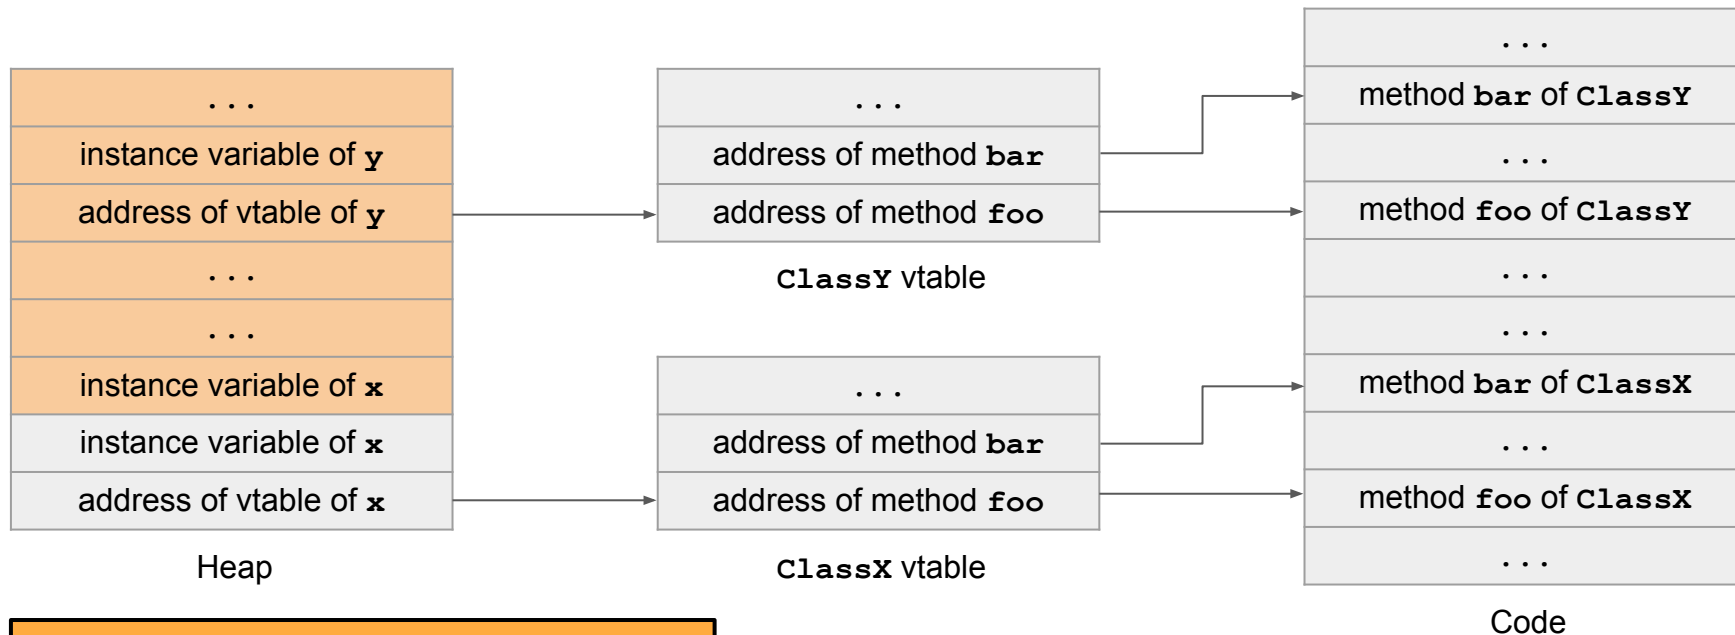 ...
instance variable of y
address of vtable of y
...
...
instance variable of x
instance variable of x
address of vtable of x
Heap
...
address of method bar
address of method foo
ClassY vtable
...
address of method bar
address of method foo
ClassX vtable
...
method bar of ClassY
...
method foo of ClassY
...
...
method bar of ClassX
...
method foo of ClassX
...
Code